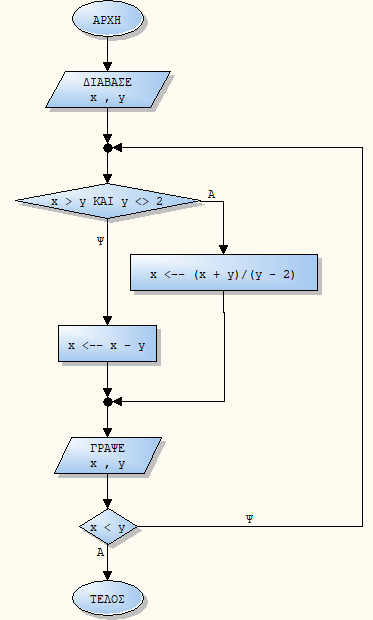 ΑΡΧΗ
ΔΙΑΒΑΣΕ
x , y
x > y ΚΑΙ y <> 2
Α
Ψ
x <-- (x + y)/(y - 2)
x <-- x - y
ΓΡΑΨΕ
x , y
x < y
Ψ
Α
ΤΕΛΟΣ